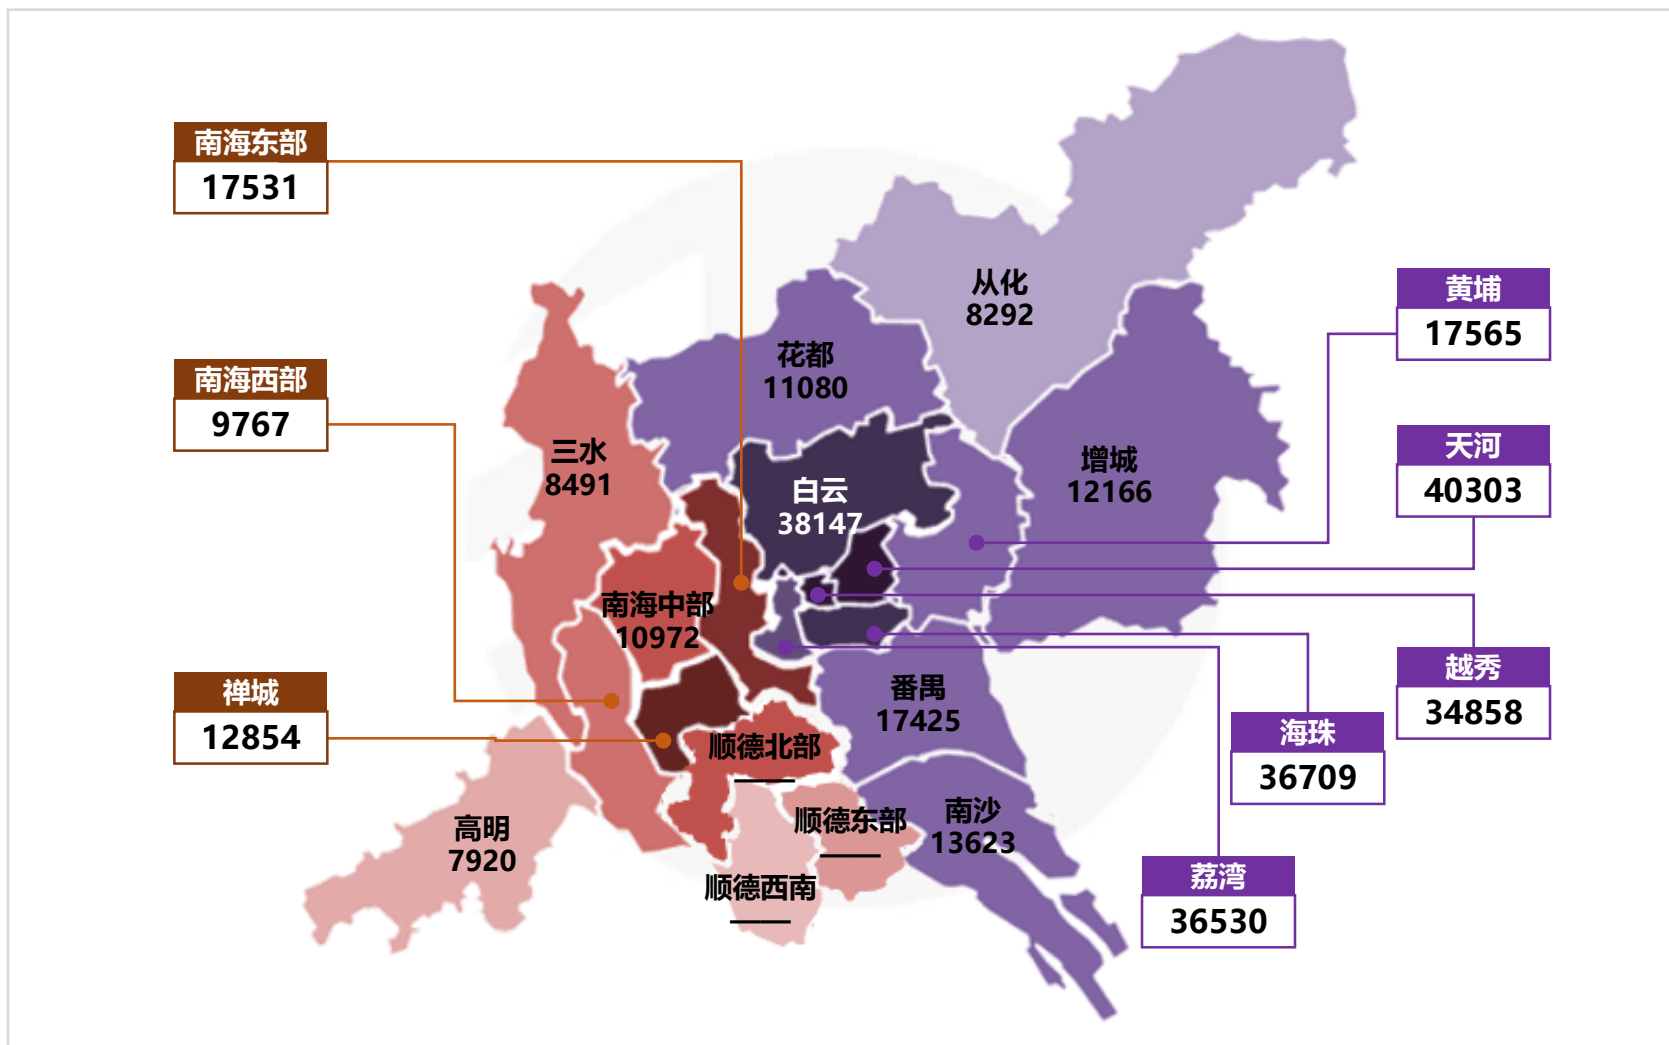 南海东部
17531
南海西部
9767
禅城
12854
从化
8292
花都
11080
三水
8491
白云
38147
增城
12166
南海中部
10972
番禺
17425
顺德北部
——
顺德东部
——
南沙
13623
高明
7920
顺德西南
——
黄埔
17565
天河
40303
越秀
34858
海珠
36709
荔湾
36530